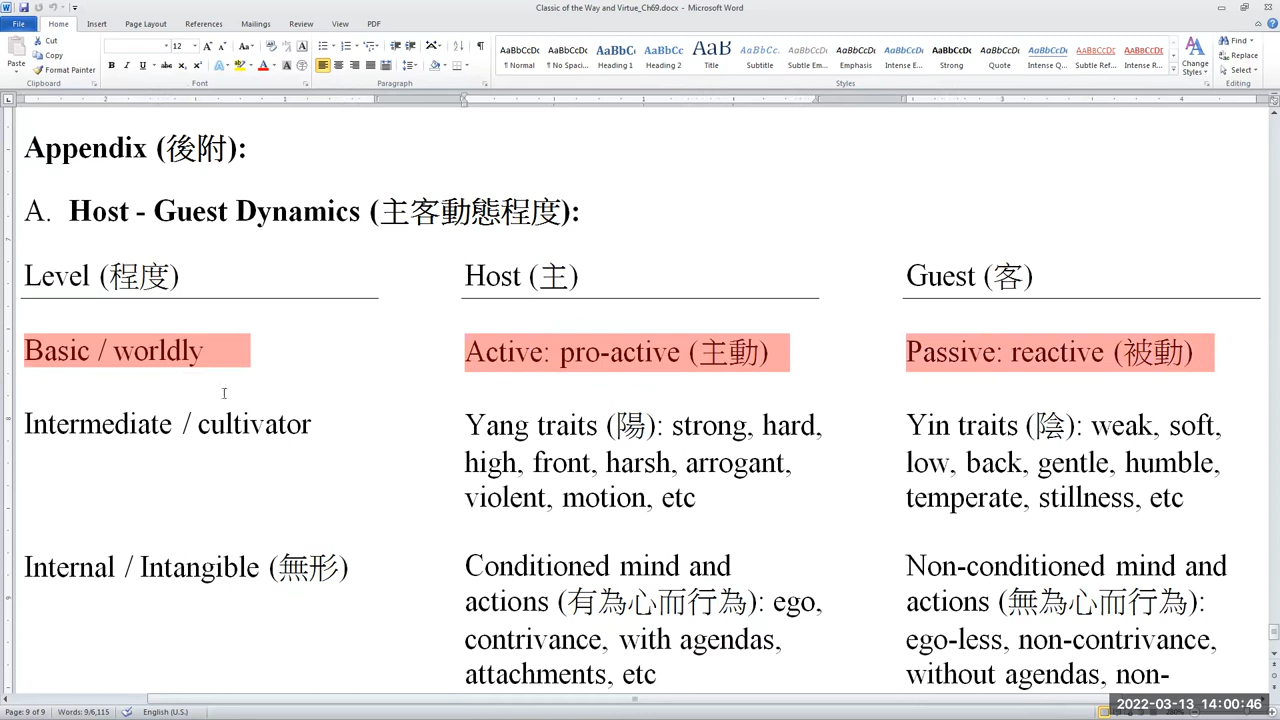 Classic of the Way and Virtue_Ch69.docx - Microsoft Word
File Home Insert Page Layout References Mailings Review View PDF
Paste Cut Copy Format Painter
12
AaBbCcDc AaBbCcDc AaBbC AaBbCc AaB AaBbCc. AaBbCcDc AaBbCcDc AaBbCcDc AaBbCcDc AaBbCcDc AaBbCcDc AaBbCcDc AaBbCcDc
¶ Normal ¶ No Spaci... Heading 1 Heading 2 Title Subtitle Subtle Em... Emphasis Intense E... Strong Quote Intense Q... Subtle Ref... Intense R...
Change Styles
Find Replace Select
Clipboard Font Paragraph Styles Editing
Appendix (後附):
A. Host - Guest Dynamics (主客動態程度):
Level (程度) Host (主) Guest (客)
Basic / worldly Active: pro-active (主動) Passive: reactive (被動)
Intermediate / cultivator Yang traits (陽): strong, hard, Yin traits (陰): weak, soft,
high, front, harsh, arrogant, low, back, gentle, humble,
violent, motion, etc temperate, stillness, etc
Internal / Intangible (無形) Conditioned mind and Non-conditioned mind and
actions (有為心而行為): ego, actions (無為心而行為):
contrivance, with agendas, ego-less, non-contrivance,
attachments, etc without agendas, non-
Page: 9 of 9 Words: 9/6,115 English (U.S.)
2022-03-13 14:00:46